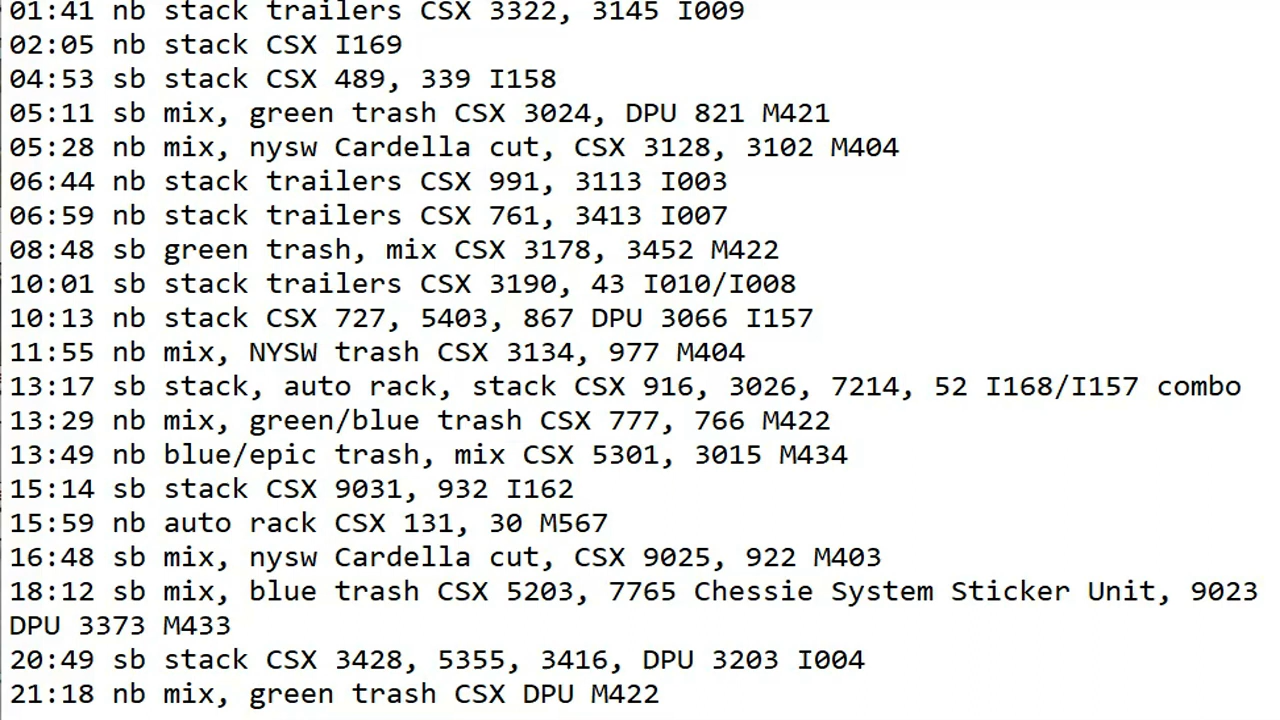 01:41 nb stack trailers CSX 3322, 3145 I009
02:05 nb stack CSX I169
04:53 sb stack CSX 489, 339 I158
05:11 sb mix, green trash CSX 3024, DPU 821 M421
05:28 nb mix, nysw Cardella cut, CSX 3128, 3102 M404
06:44 nb stack trailers CSX 991, 3113 I003
06:59 nb stack trailers CSX 761, 3413 I007
08:48 sb green trash, mix CSX 3178, 3452 M422
10:01 sb stack trailers CSX 3190, 43 I010/I008
10:13 nb stack CSX 727, 5403, 867 DPU 3066 I157
11:55 nb mix, NYSW trash CSX 3134, 977 M404
13:17 sb stack, auto rack, stack CSX 916, 3026, 7214, 52 I168/I157 combo
13:29 nb mix, green/blue trash CSX 777, 766 M422
13:49 nb blue/epic trash, mix CSX 5301, 3015 M434
15:14 sb stack CSX 9031, 932 I162
15:59 nb auto rack CSX 131, 30 M567
16:48 sb mix, nysw Cardella cut, CSX 9025, 922 M403
18:12 sb mix, blue trash CSX 5203, 7765 Chessie System Sticker Unit, 9023
DPU 3373 M433
20:49 sb stack CSX 3428, 5355, 3416, DPU 3203 I004
21:18 nb mix, green trash CSX DPU M422